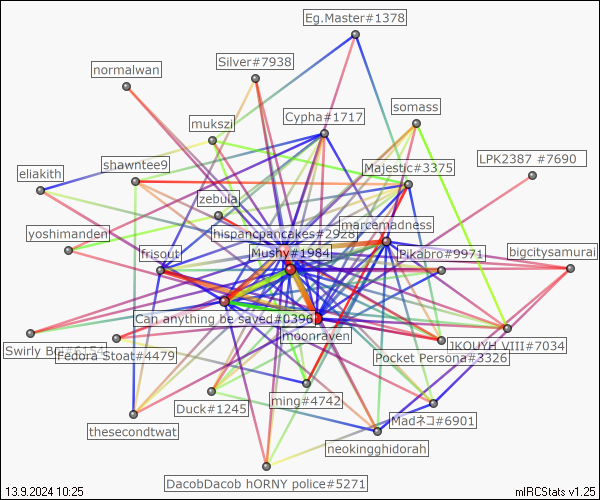 Eg.Master#1378
Silver#7938
normalwan
somass
Cypha#1717
mukszi
LPK2387 #7690
shawntee9
Majestic#3375
eliakith
zebula
marcemadness
hispancpancakes#2928
yoshimanden
Mushy#1984
Pikabro#9971
bigcitysamurai
frisout
Can anything be saved#0396
moonraven
JKOUYH VIII#7034
Swirly
Fedora Stoat#4479
Pocket Persona#3326
ming#4742
Duck#1245
Madネコ#6901
thesecondtwat
neokingghidorah
DacobDacob hORNY police#5271
13.9.2024 10:25
mIRCStats v1.25